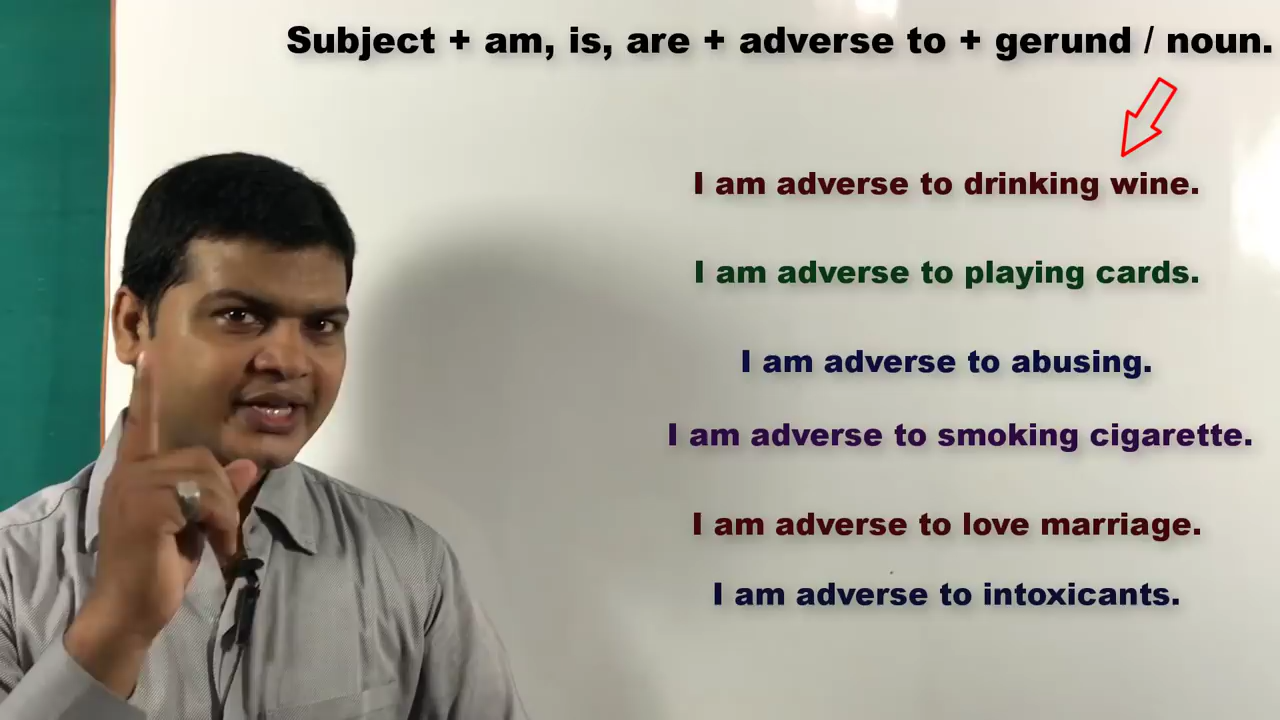 Subject + am, is, are + adverse to + gerund / noun.
I am adverse to drinking wine.
I am adverse to playing cards.
I am adverse to abusing.
I am adverse to smoking cigarette.
I am adverse to love marriage.
I am adverse to intoxicants.